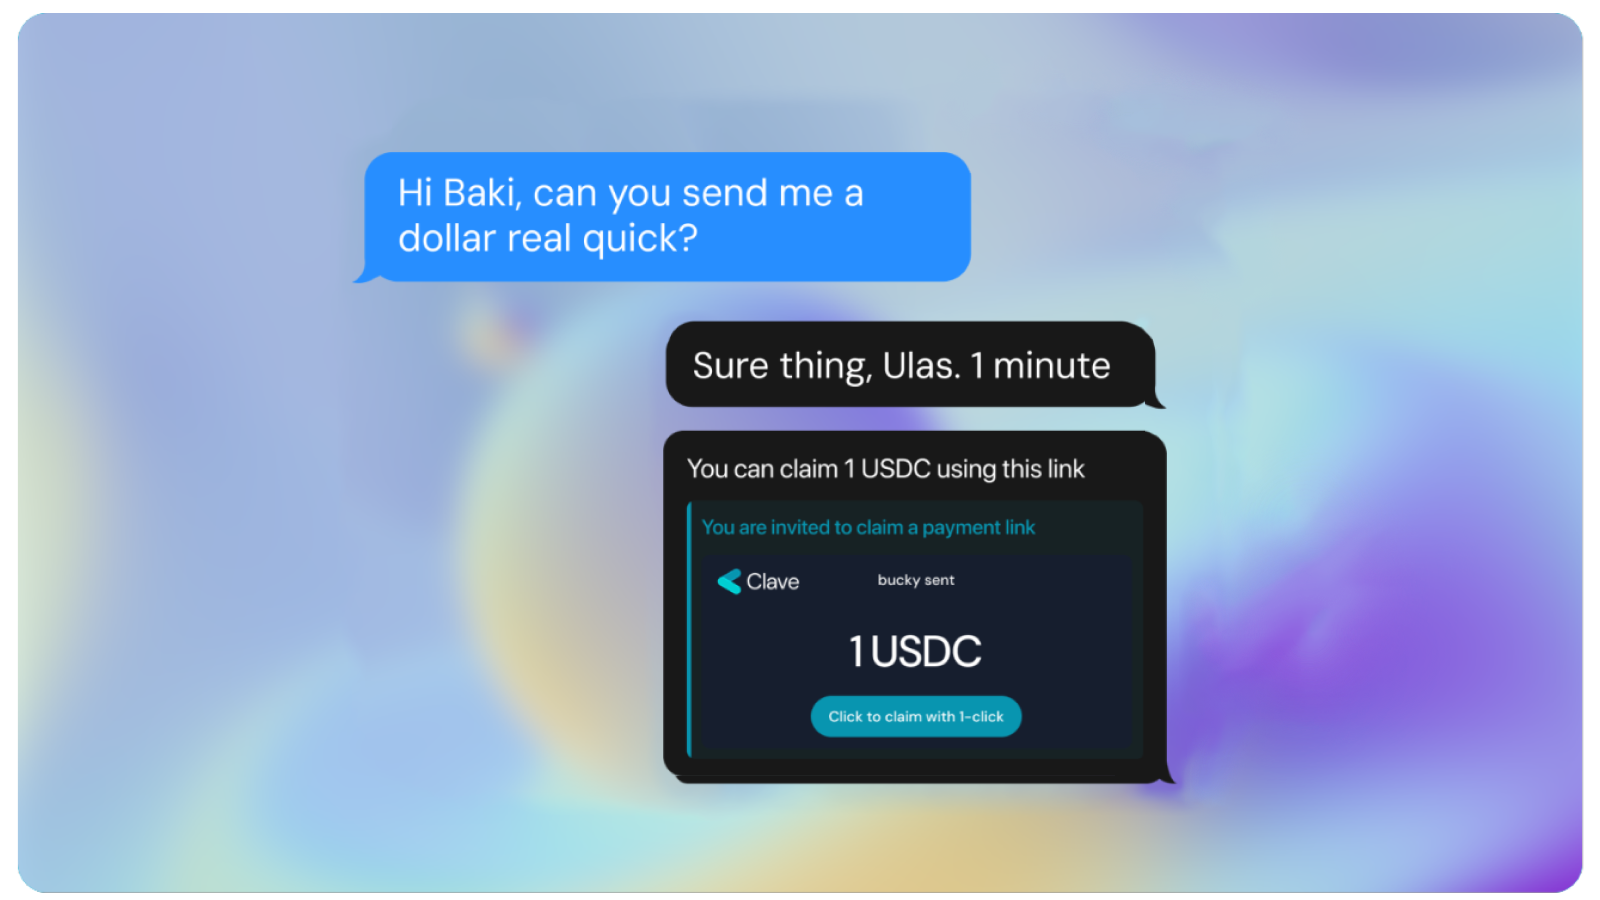 Hi Baki, can you send me a
dollar real quick?
Sure thing, Ulas. 1 minute
You can claim 1 USDC using this link
You are invited to claim a payment link
Clave
bucky sent
1 USDC
Click to claim with 1-click